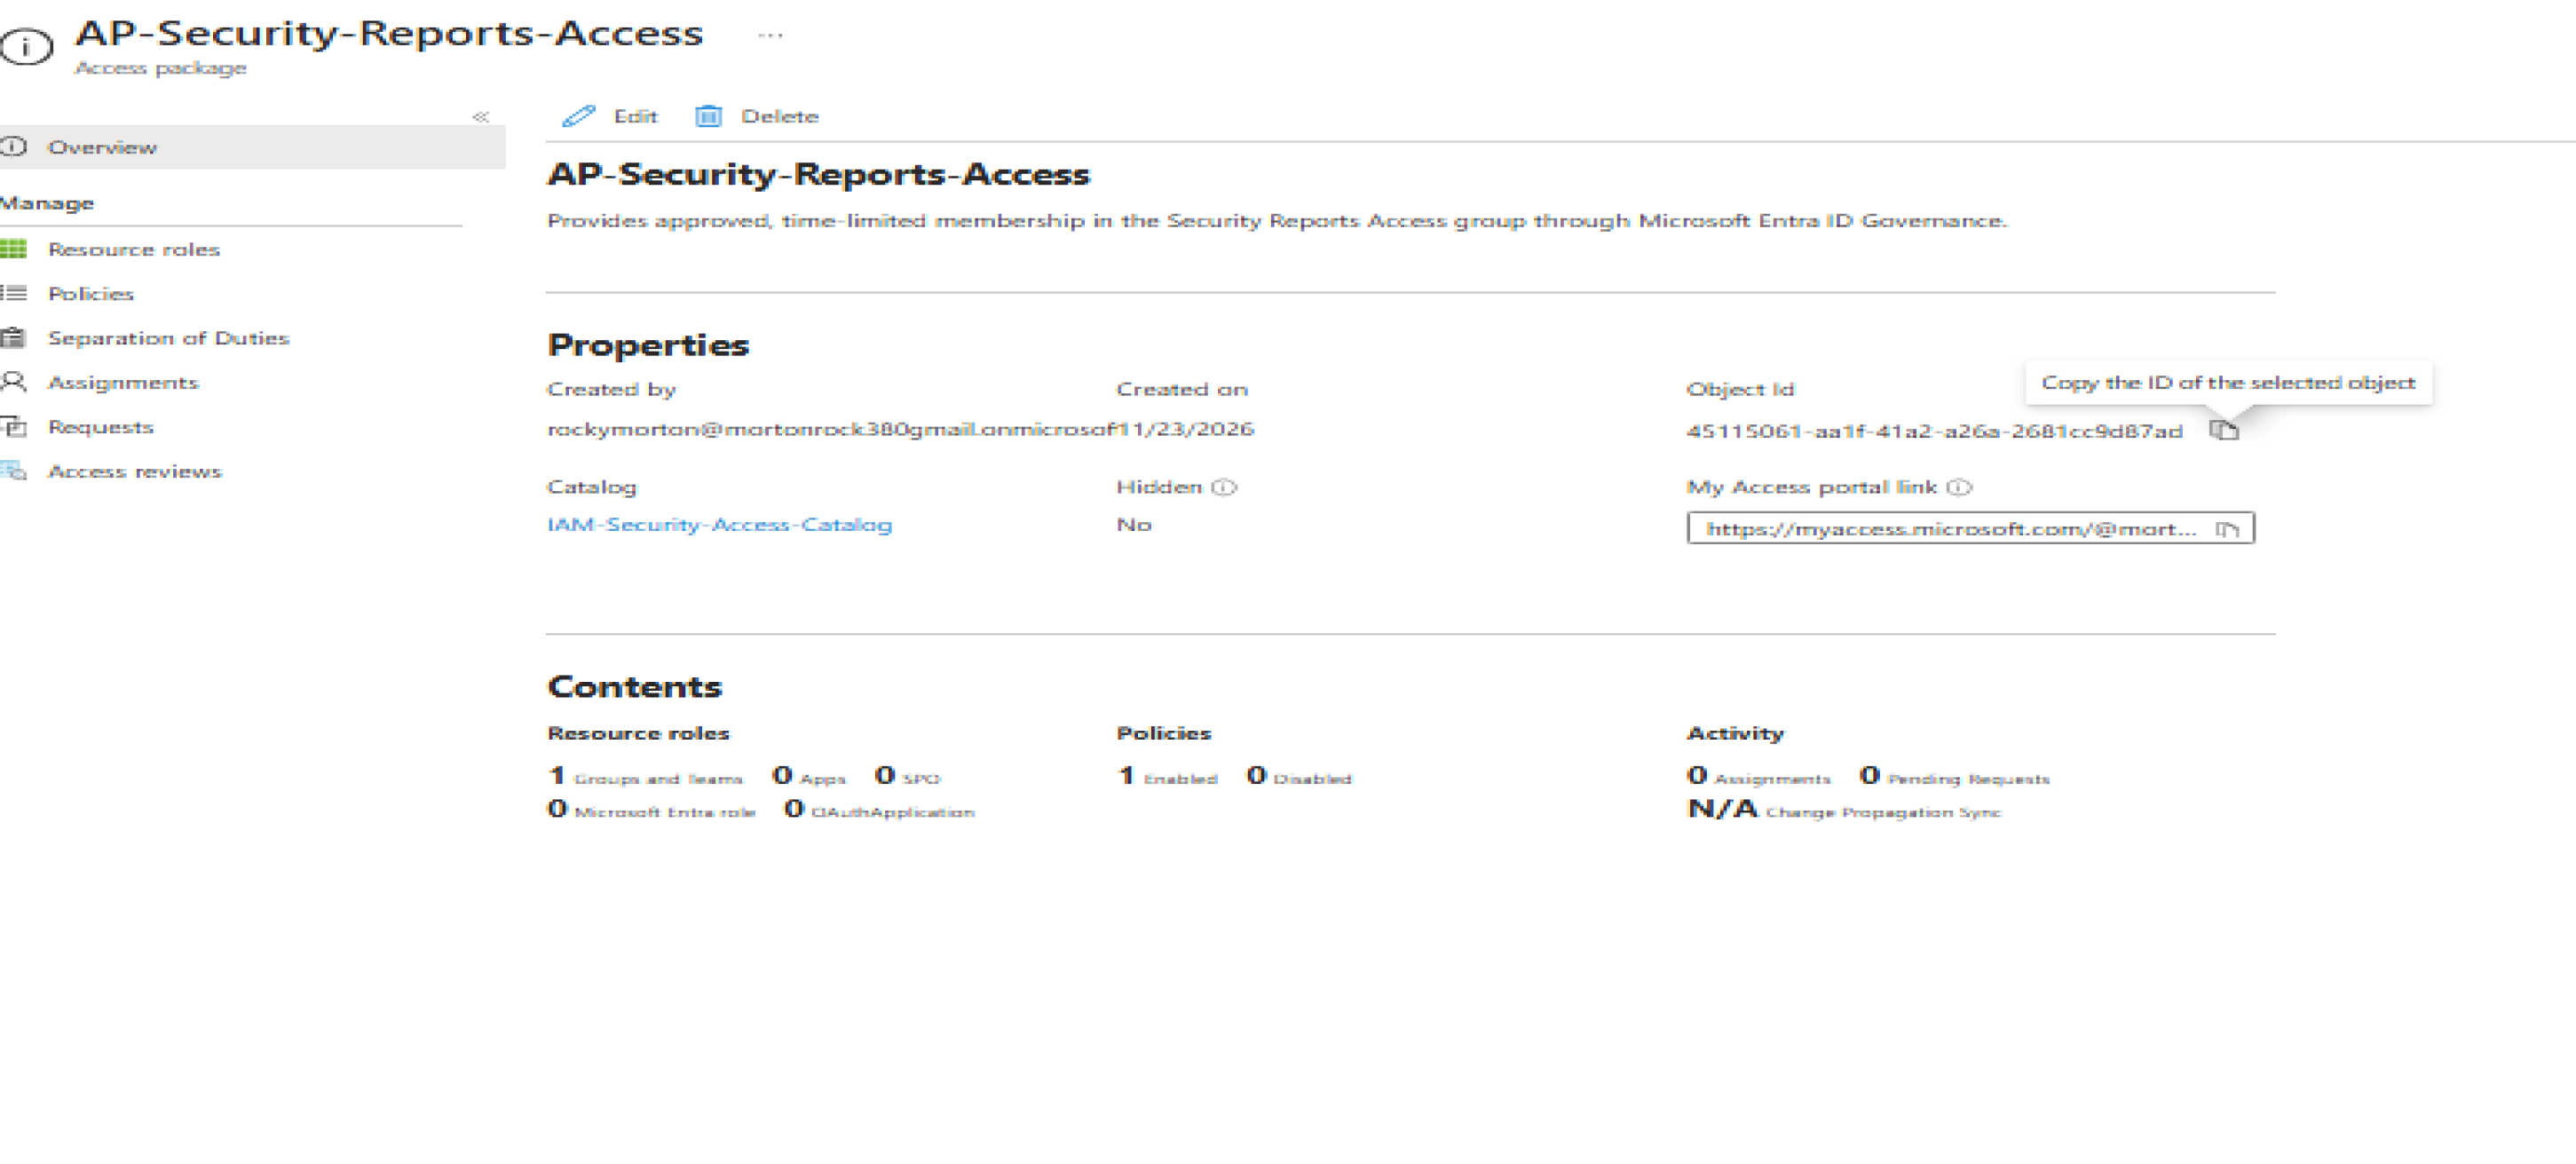 AP-Security-Reports-Access ...
Access package
«
Edit Delete
Overview
AP-Security-Reports-Access
Manage
Provides approved, time-limited membership in the Security Reports Access group through Microsoft Entra ID Governance.
Resource roles
Policies
Separation of Duties
Assignments
Requests
Access reviews
Properties
Created by Created on Object Id
Copy the ID of the selected object
rockymorton@mortonrock380gmail.onmicrosof 11/23/2026 45115061-aa1f-41a2-a26a-2681cc9d87ad
Catalog Hidden My Access portal link
IAM-Security-Access-Catalog No https://myaccess.microsoft.com/@mort...
Contents
Resource roles Policies Activity
1 Groups and Teams 0 Apps 0 SPO 1 Enabled 0 Disabled 0 Assignments 0 Pending Requests
0 Microsoft Entra role 0 OAuthApplication N/A Change Propagation Sync